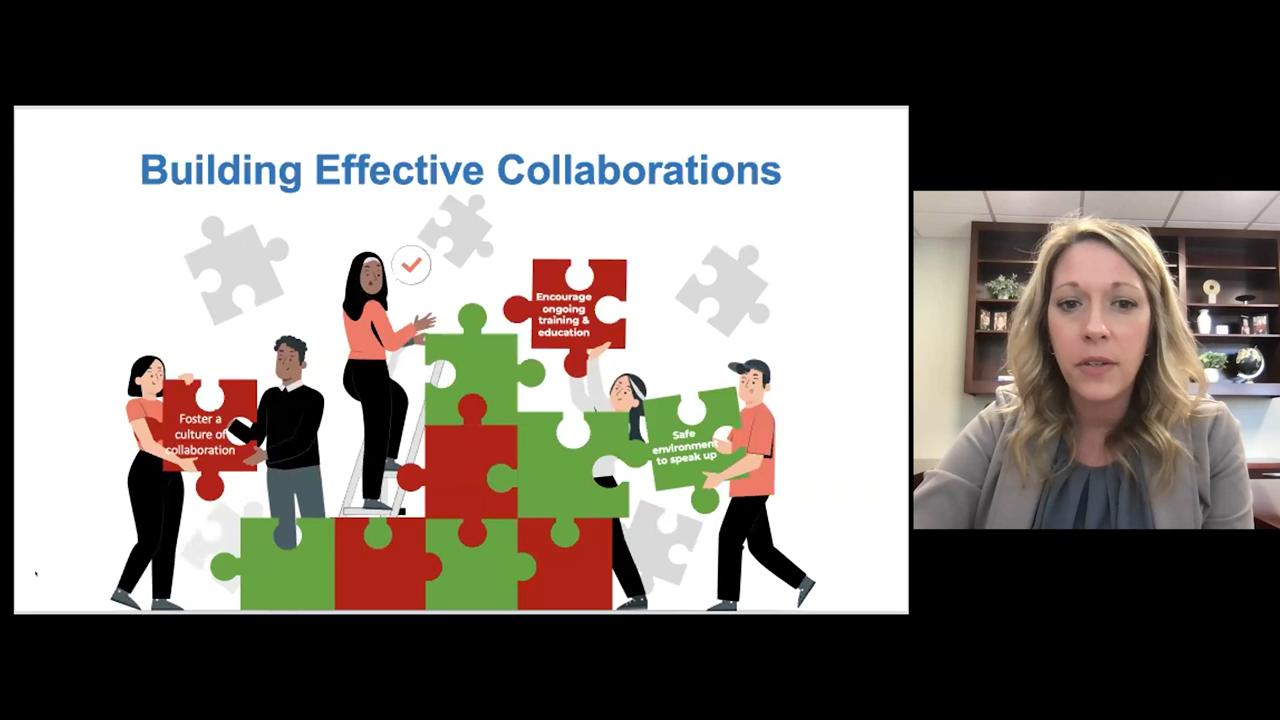 Building Effective Collaborations
Encourage
ongoing
training &
education
Foster a
culture of
collaboration
Safe
environment
to speak up